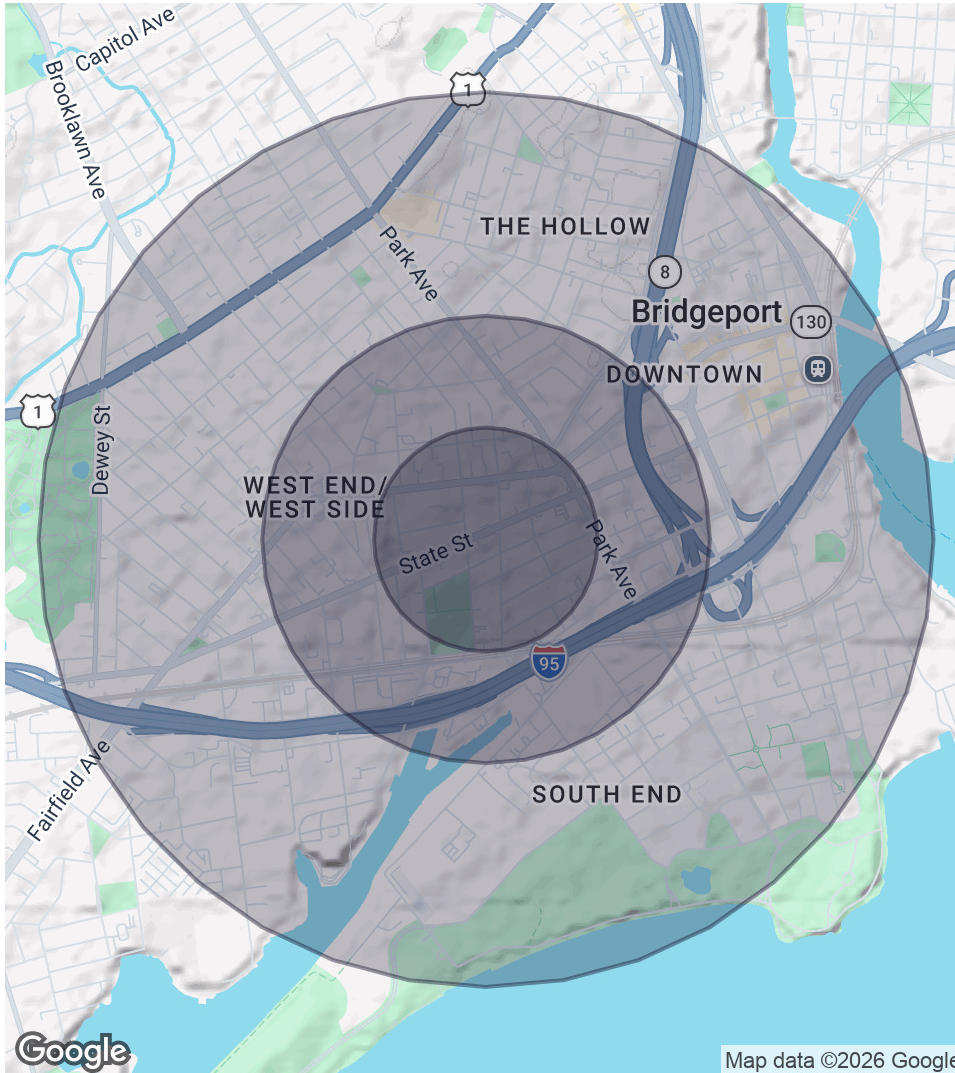 Capitol Ave
Brooklawn Ave
1
THE HOLLOW
Park Ave
8
Bridgeport
130
DOWNTOWN
1
Dewey St
WEST END/
WEST SIDE
State St
Park Ave
95
Fairfield Ave
SOUTH END
Google
Map data ©2026 Google